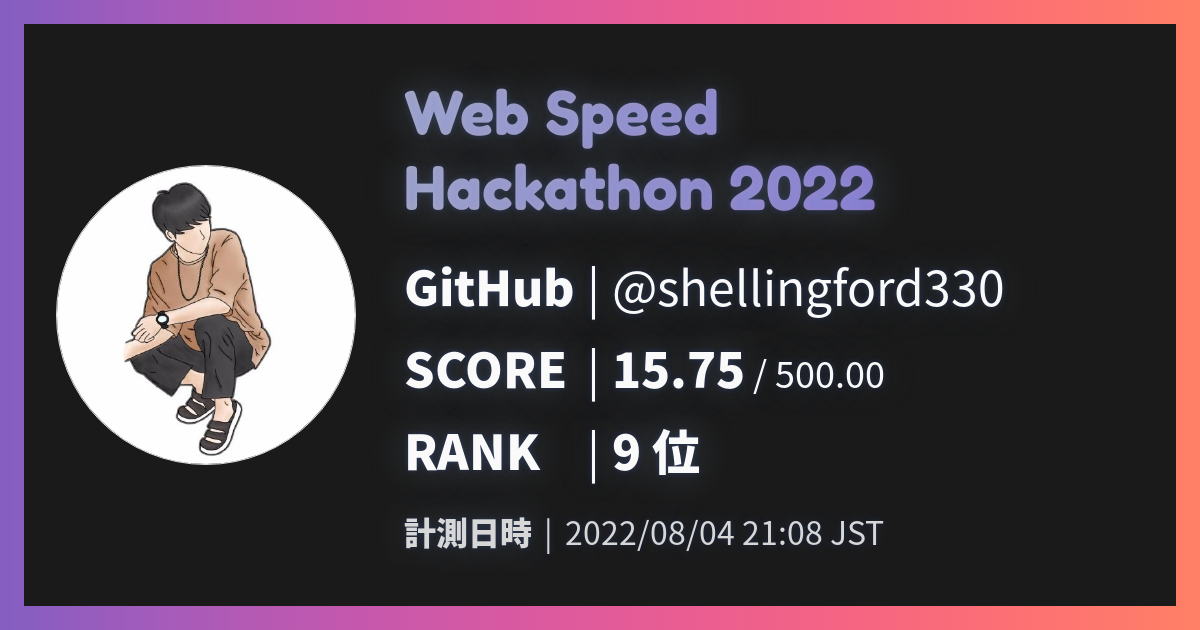 Web Speed
Hackathon 2022
GitHub | @shellingford330
SCORE | 15.75 / 500.00
RANK | 9 位
計測日時 | 2022/08/04 21:08 JST